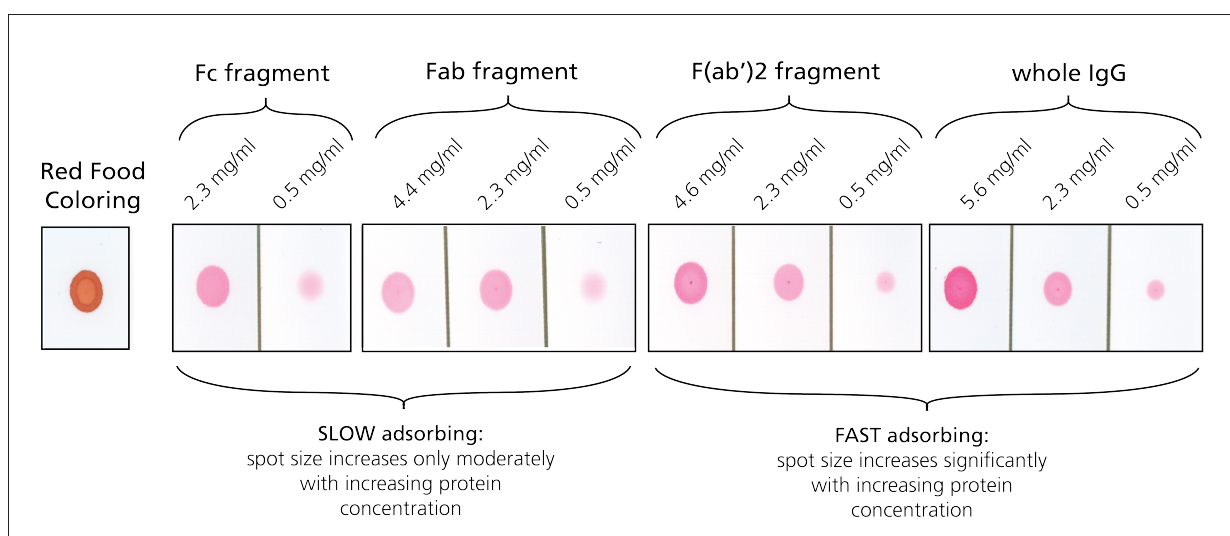 Fc fragment
Fab fragment
F(ab’)2 fragment
whole IgG
Red Food
Coloring
2.3 mg/ml
0.5 mg/ml
4.4 mg/ml
2.3 mg/ml
0.5 mg/ml
4.6 mg/ml
2.3 mg/ml
0.5 mg/ml
5.6 mg/ml
2.3 mg/ml
0.5 mg/ml
SLOW adsorbing:
spot size increases only moderately
with increasing protein
concentration
FAST adsorbing:
spot size increases significantly
with increasing protein
concentration